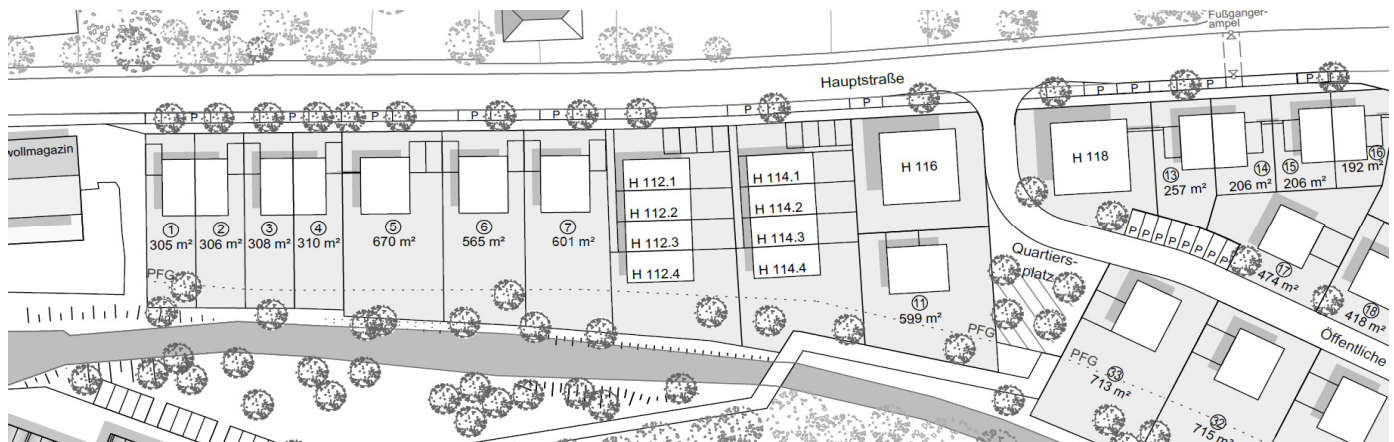 Fußgänger-
ampel
Hauptstraße
P
P
P
P
P
P
P
P
P
P
P
P
wollmagazin
H 112.1
H 112.2
H 112.3
H 112.4
H 114.1
H 114.2
H 114.3
H 114.4
H 116
H 118
1
305 m²
2
306 m²
3
308 m²
4
310 m²
5
670 m²
6
565 m²
7
601 m²
11
599 m²
13
257 m²
14
206 m²
15
206 m²
16
192 m²
P P P P P P P P
Quartiers-
platz
17
474 m²
18
418 m²
Öffentliche
PFG
PFG
PFG
33
713 m²
32
715 m²